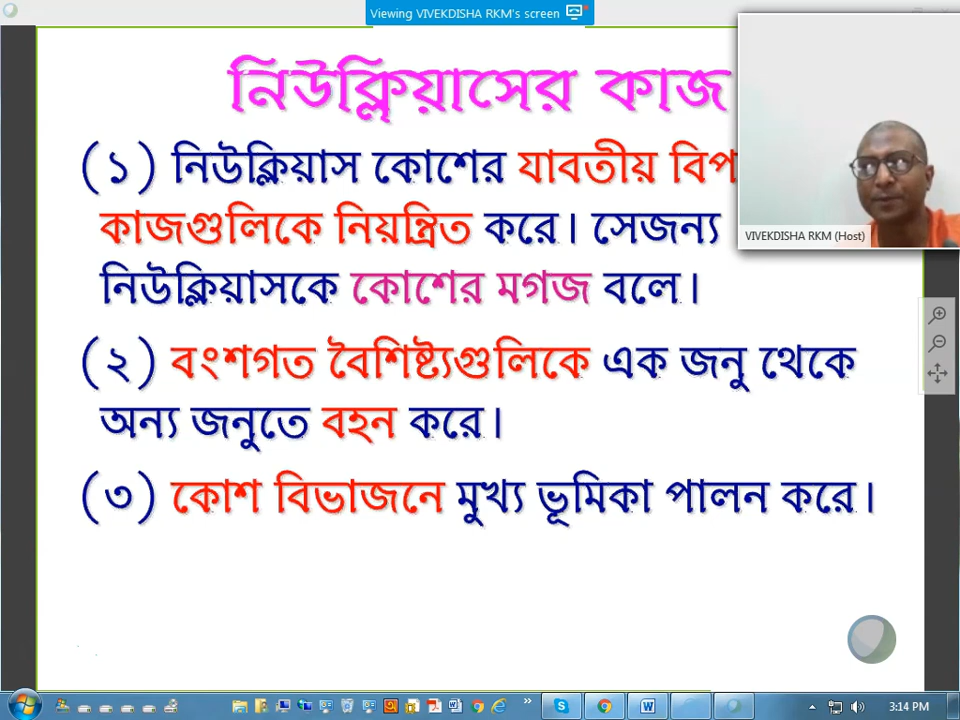 Viewing VIVEKDISHA RKM's screen
নিউক্লিয়াসের কাজ
(১) নিউক্লিয়াস কোশের যাবতীয়
কাজগুলিকে নিয়ন্ত্রিত করে। সেজন্য
নিউক্লিয়াসকে কোশের মগজ বলে।
(২) বংশগত বৈশিষ্ট্যগুলিকে এক জনু থেকে
অন্য জনুতে বহন করে।
(৩) কোশ বিভাজনে মুখ্য ভূমিকা পালন করে।
VIVEKDISHA RKM (Host)
3:14 PM